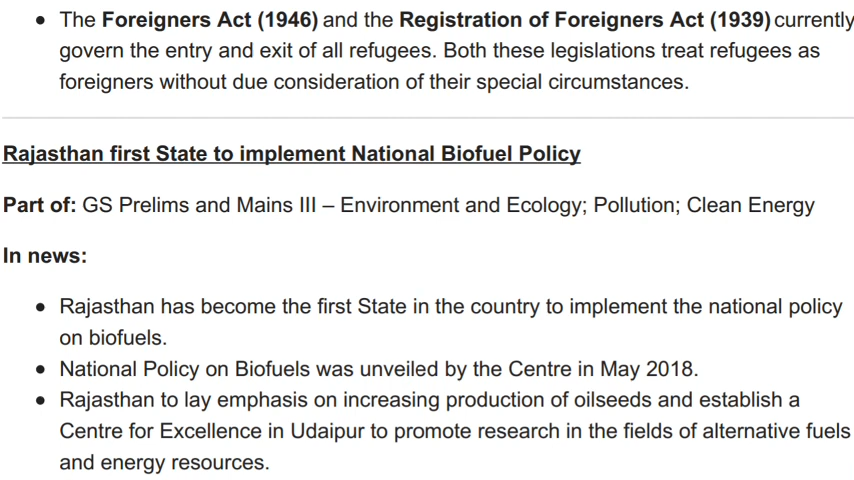 ● The Foreigners Act (1946) and the Registration of Foreigners Act (1939) currently
govern the entry and exit of all refugees. Both these legislations treat refugees as
foreigners without due consideration of their special circumstances.
Rajasthan first State to implement National Biofuel Policy
Part of: GS Prelims and Mains III – Environment and Ecology; Pollution; Clean Energy
In news:
● Rajasthan has become the first State in the country to implement the national policy
on biofuels.
● National Policy on Biofuels was unveiled by the Centre in May 2018.
● Rajasthan to lay emphasis on increasing production of oilseeds and establish a
Centre for Excellence in Udaipur to promote research in the fields of alternative fuels
and energy resources.